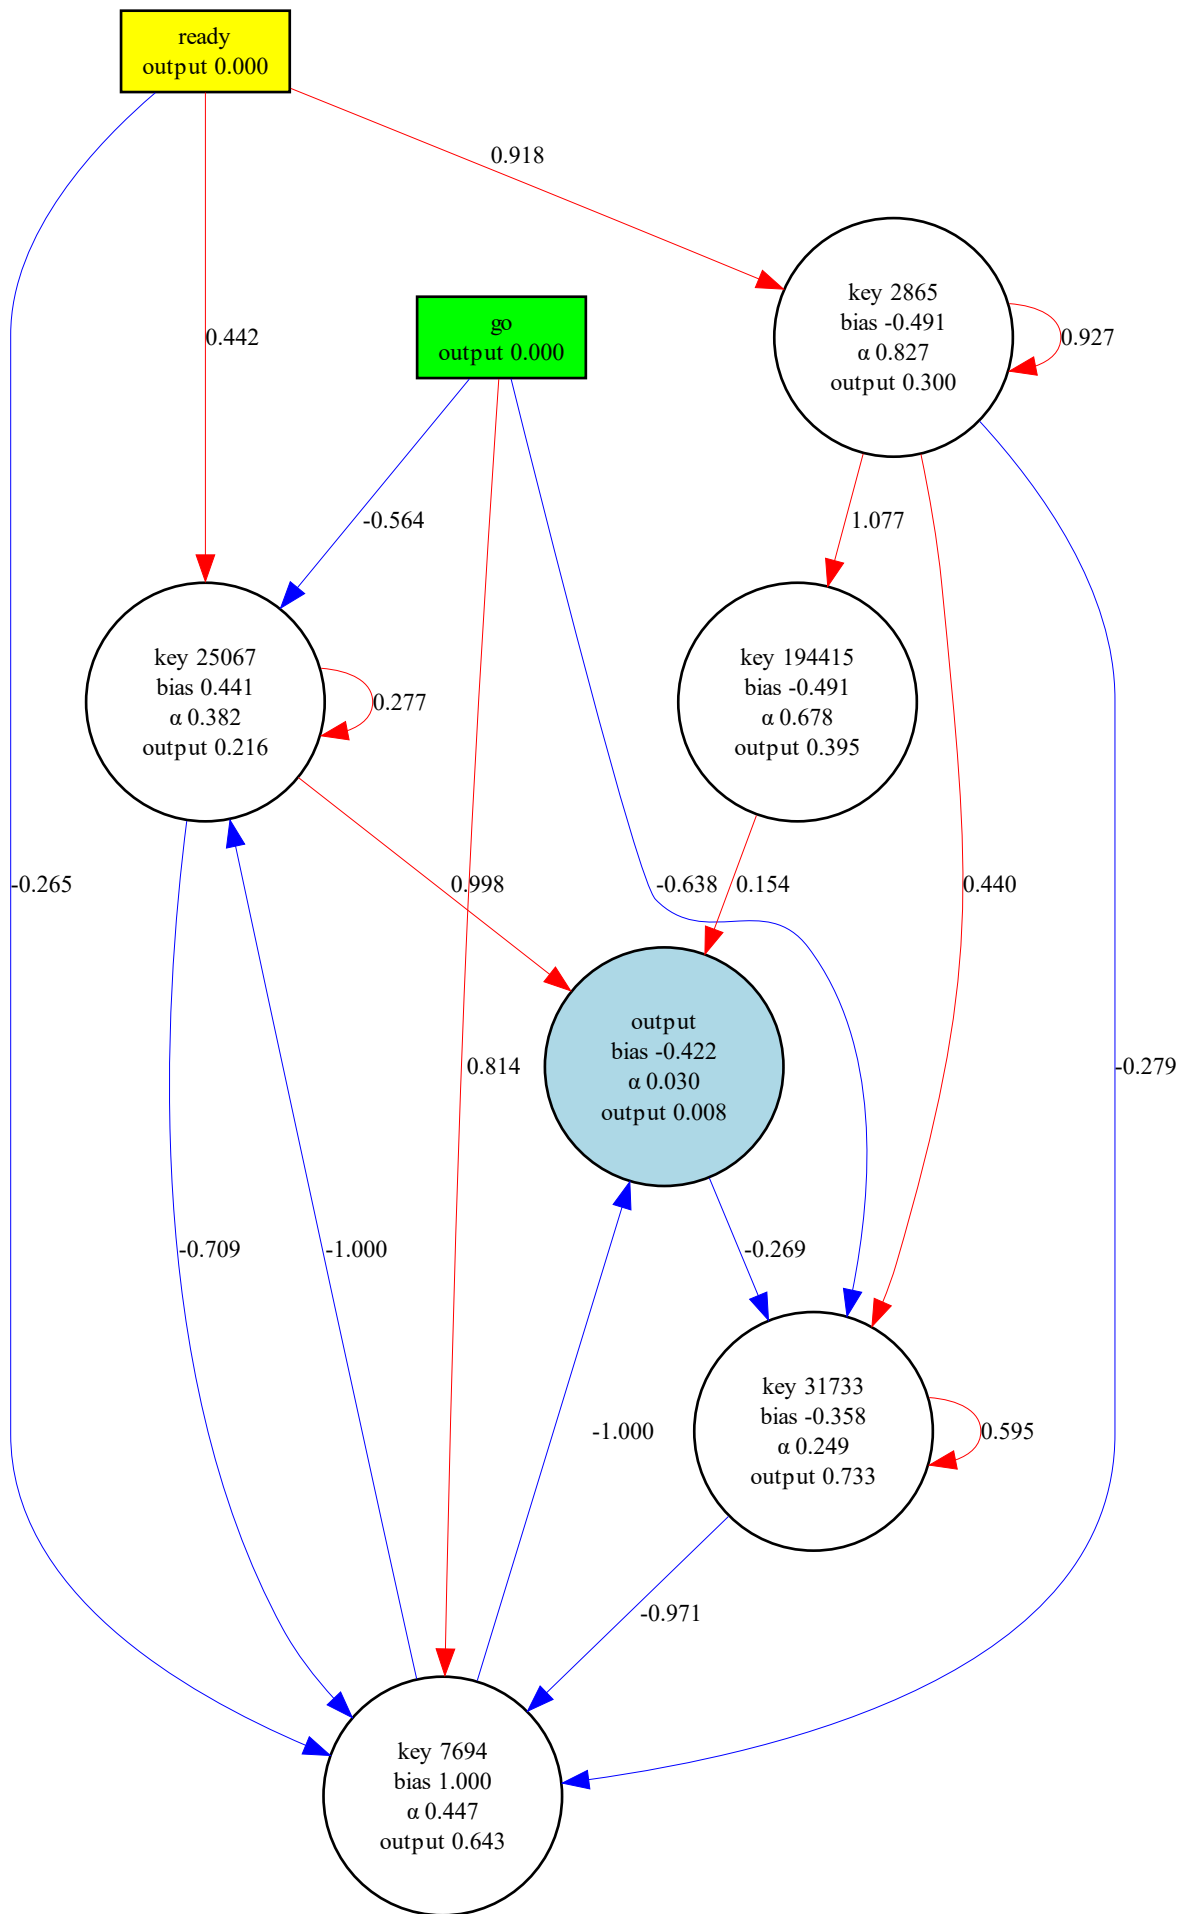 ready
output 0.000
0.918
key 2865
bias -0.491
α 0.827
output 0.300
0.927
go
output 0.000
0.442
-0.564
1.077
key 25067
bias 0.441
α 0.382
output 0.216
0.277
key 194415
bias -0.491
α 0.678
output 0.395
-0.265
0.998
-0.638
0.154
0.440
output
bias -0.422
α 0.030
output 0.008
0.814
-0.279
-0.709
-1.000
-0.269
key 31733
bias -0.358
α 0.249
output 0.733
0.595
-1.000
-0.971
key 7694
bias 1.000
α 0.447
output 0.643